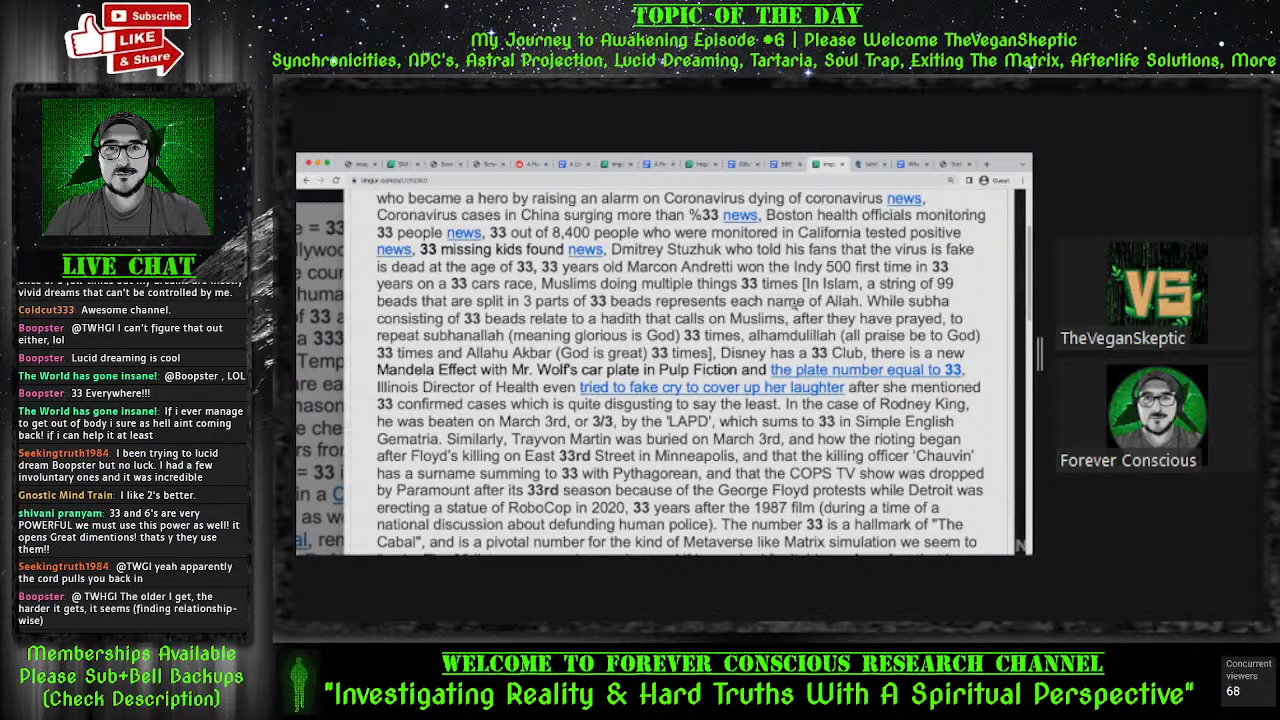 Subscribe
LIKE
& Share
TOPIC OF THE DAY
My Journey to Awakening Episode #6 | Please Welcome TheVeganSkeptic
Synchronicities, NPC's, Astral Projection, Lucid Dreaming, Tartaria, Soul Trap, Exiting The Matrix, Afterlife Solutions, More
LIVE CHAT
vivid dreams that can't be controlled by me.
Coldcut333: Awesome channel.
Boopster: @TWHGI I can't figure that out
either, lol
Boopster: Lucid dreaming is cool
The World has gone insane!: @Boopster , LOL
Boopster: 33 Everywhere!!!
The World has gone insane!: If i ever manage
to get out of body i sure as hell aint coming
back! if i can help it at least
Seekingtruth1984: I been trying to lucid
dream Boopster but no luck. I had a few
involuntary ones and it was incredible
Gnostic Mind Train: I like 2's better.
shivani pranyam: 33 and 6's are very
POWERFUL we must use this power as well! it
opens Great dimentions! thats y they use
them!!
Seekingtruth1984: @TWGI yeah apparently
the cord pulls you back in
Boopster: @ TWHGI The older I get, the
harder it gets, it seems (finding relationship-
wise)
Memberships Available
Please Sub+Bell Backups
(Check Description)
Guest
who became a hero by raising an alarm on Coronavirus dying of coronavirus news,
Coronavirus cases in China surging more than %33 news, Boston health officials monitoring
33 people news, 33 out of 8,400 people who were monitored in California tested positive
news, 33 missing kids found news, Dmitrey Stuzhuk who told his fans that the virus is fake
is dead at the age of 33, 33 years old Marcon Andretti won the Indy 500 first time in 33
years on a 33 cars race, Muslims doing multiple things 33 times [In Islam, a string of 99
beads that are split in 3 parts of 33 beads represents each name of Allah. While subha
consisting of 33 beads relate to a hadith that calls on Muslims, after they have prayed, to
repeat subhanallah (meaning glorious is God) 33 times, alhamdulillah (all praise be to God)
33 times and Allahu Akbar (God is great) 33 times], Disney has a 33 Club, there is a new
Mandela Effect with Mr. Wolf's car plate in Pulp Fiction and the plate number equal to 33,
Illinois Director of Health even tried to fake cry to cover up her laughter after she mentioned
33 confirmed cases which is quite disgusting to say the least. In the case of Rodney King,
he was beaten on March 3rd, or 3/3, by the 'LAPD', which sums to 33 in Simple English
Gematria. Similarly, Trayvon Martin was buried on March 3rd, and how the rioting began
after Floyd's killing on East 33rd Street in Minneapolis, and that the killing officer 'Chauvin'
has a surname summing to 33 with Pythagorean, and that the COPS TV show was dropped
by Paramount after its 33rd season because of the George Floyd protests while Detroit was
erecting a statue of RoboCop in 2020, 33 years after the 1987 film (during a time of a
national discussion about defunding human police). The number 33 is a hallmark of "The
Cabal", and is a pivotal number for the kind of Metaverse like Matrix simulation we seem to
VS
TheVeganSkeptic
Forever Conscious
WELCOME TO FOREVER CONSCIOUS RESEARCH CHANNEL
"Investigating Reality & Hard Truths With A Spiritual Perspective"
Concurrent
viewers
68